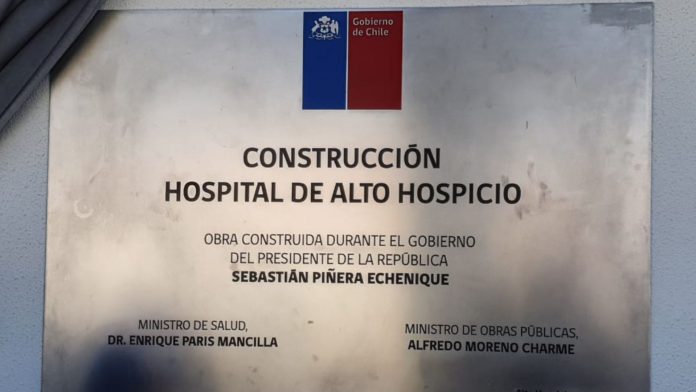 Gobierno
de Chile
CONSTRUCCIÓN
HOSPITAL DE ALTO HOSPICIO
OBRA CONSTRUIDA DURANTE EL GOBIERNO
DEL PRESIDENTE DE LA REPÚBLICA
SEBASTIÁN PIÑERA ECHENIQUE
MINISTRO DE SALUD,
DR. ENRIQUE PARIS MANCILLA
MINISTRO DE OBRAS PÚBLICAS,
ALFREDO MORENO CHARME